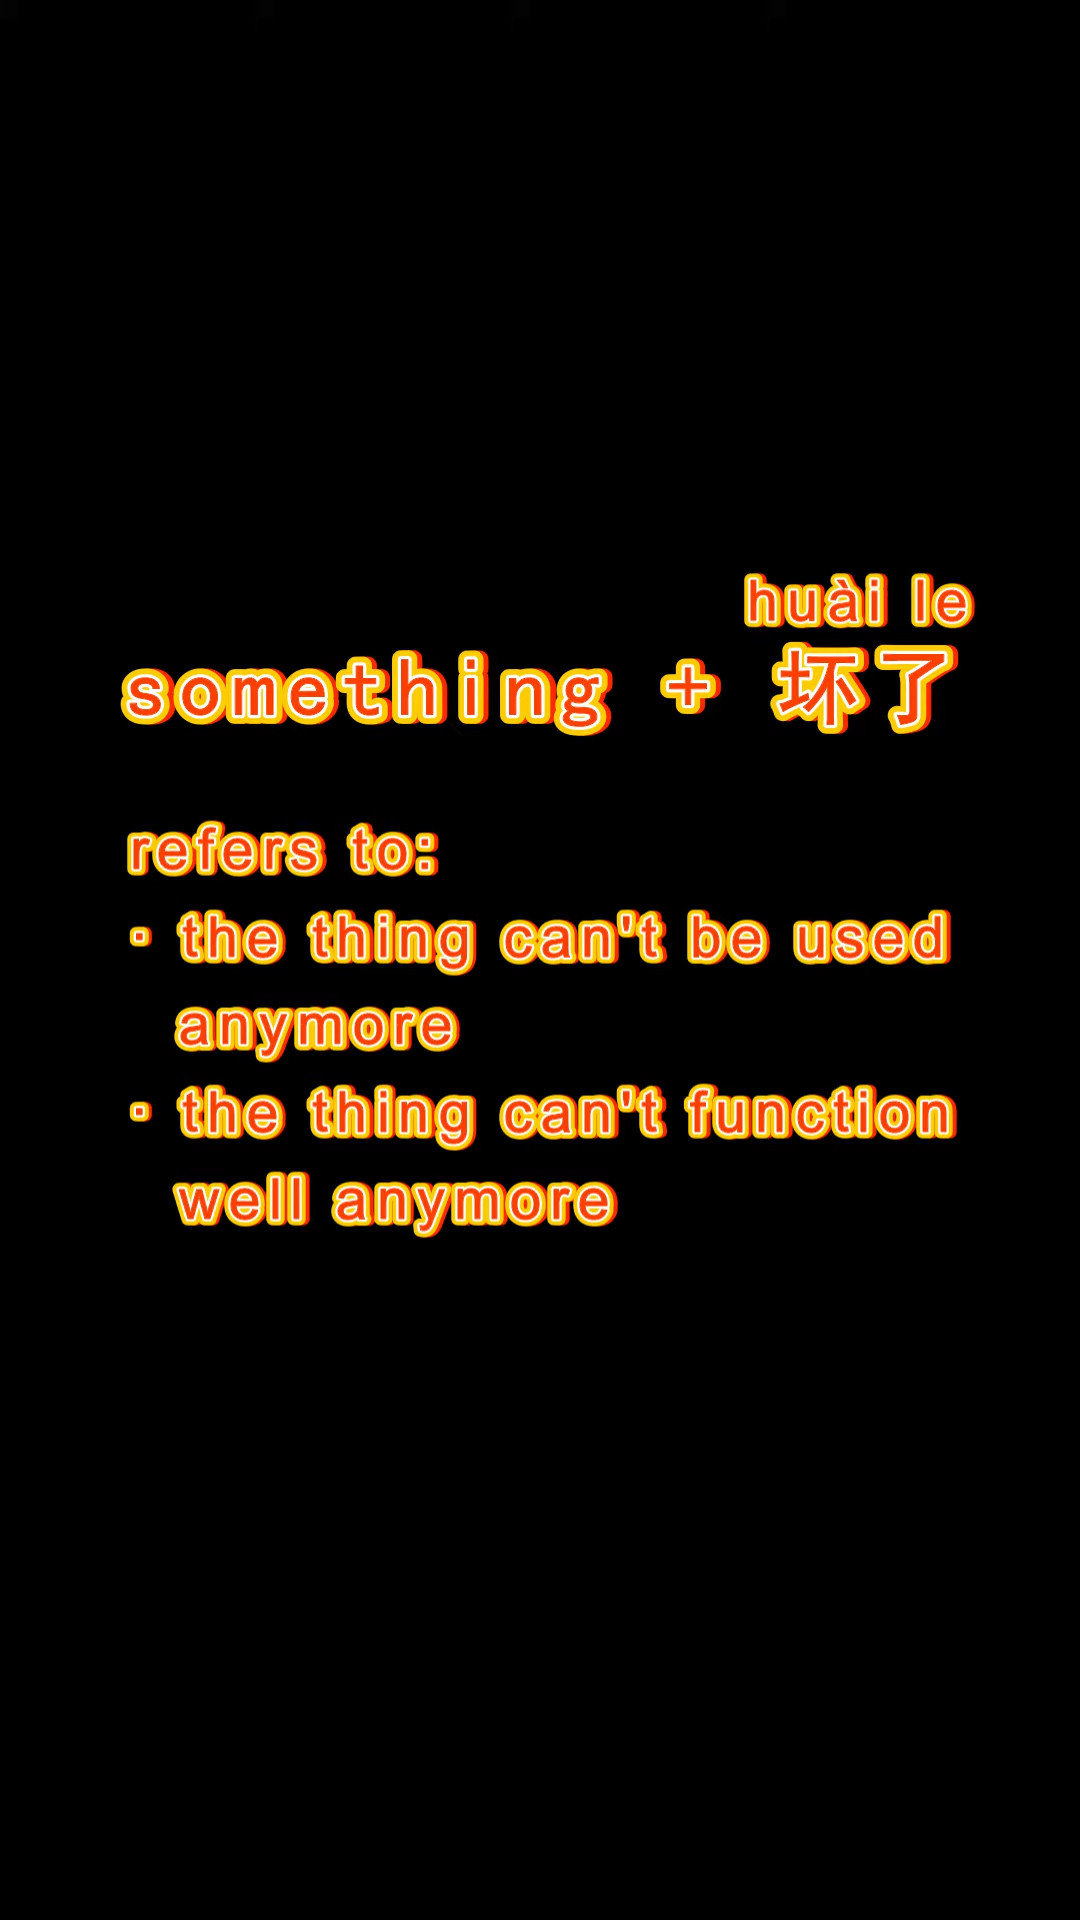 huài le
something + 坏了
refers to:
· the thing can't be used
anymore
· the thing can't function
well anymore